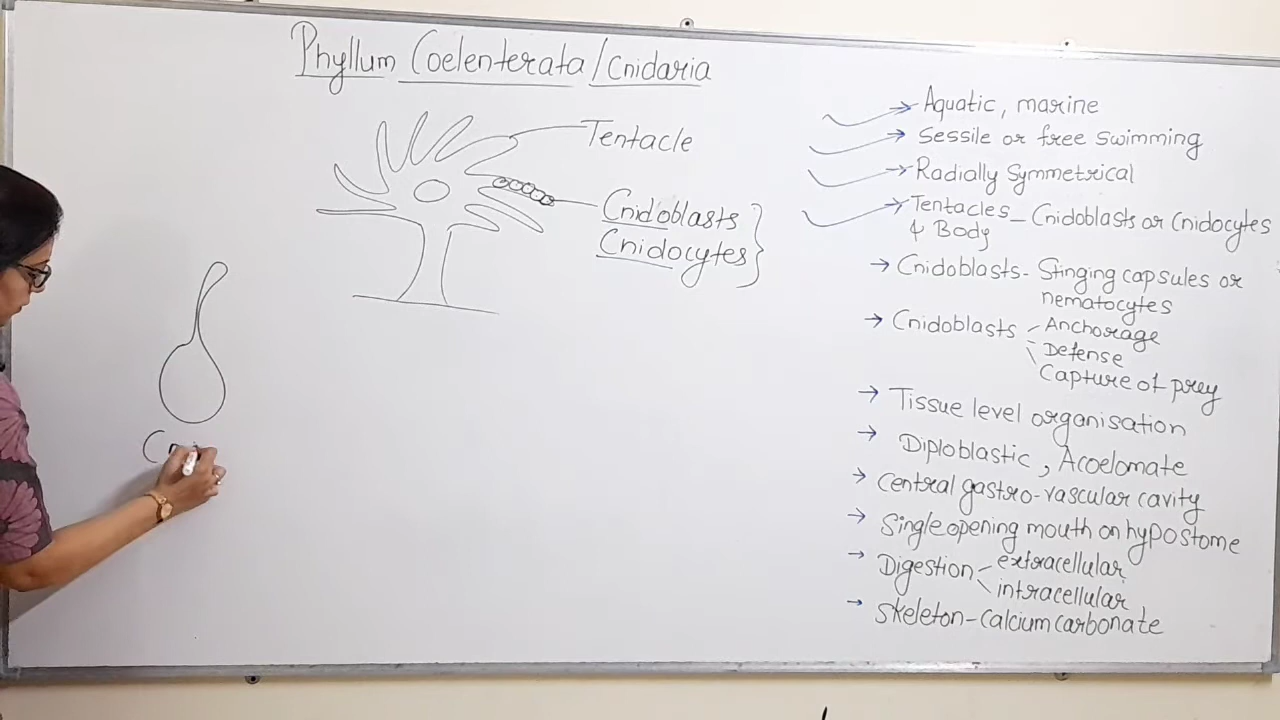 Phyllum Coelenterata/Cnidaria
Tentacle
Cnidoblasts
Cnidocytes
→ Aquatic, marine
→ Sessile or free swimming
→ Radially Symmetrical
→ Tentacles - Cnidoblasts or Cnidocytes
& Body
→ Cnidoblasts - Stinging capsules or
nematocytes
→ Cnidoblasts - Anchorage
- Defense
\ Capture of prey
→ Tissue level organisation
→ Diploblastic, Acoelomate
→ Central gastro-vascular cavity
→ Single opening mouth on hypostome
→ Digestion - extracellular
\ intracellular
→ Skeleton - Calcium carbonate